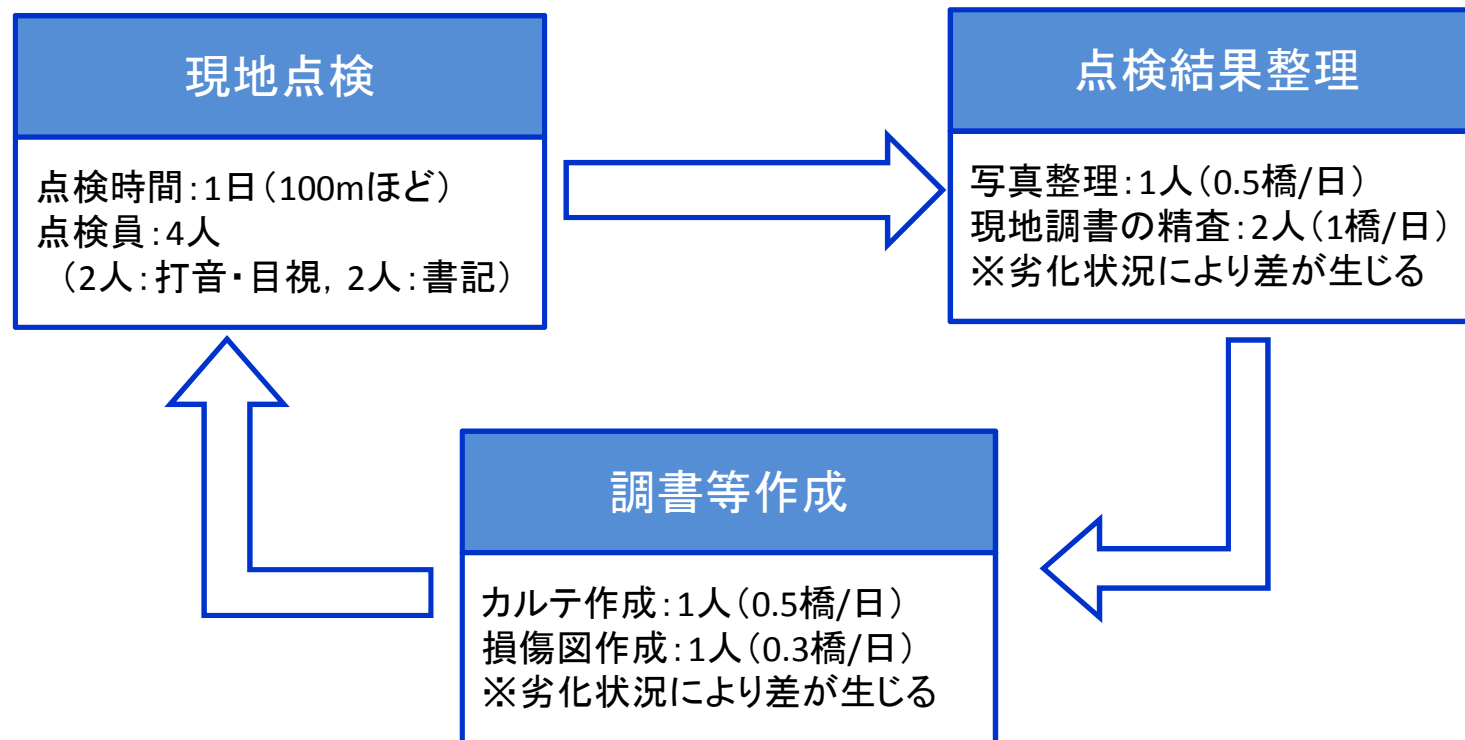 現地点検
点検時間：1日（100mほど）
点検員：4人
（2人：打音・目視，2人：書記）
点検結果整理
写真整理：1人（0.5橋/日）
現地調書の精査：2人（1橋/日）
※劣化状況により差が生じる
調書等作成
カルテ作成：1人（0.5橋/日）
損傷図作成：1人（0.3橋/日）
※劣化状況により差が生じる